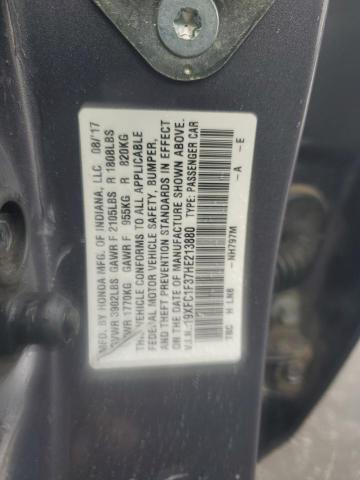 MFD. BY HONDA MFG. OF INDIANA, LLC 08/'17
GVWR 3902LBS GAWR F 2105LBS R 1808LBS
GVWR 1770KG GAWR F 955KG R 820KG
THIS VEHICLE CONFORMS TO ALL APPLICABLE
FEDERAL MOTOR VEHICLE SAFETY, BUMPER,
AND THEFT PREVENTION STANDARDS IN EFFECT
ON THE DATE OF MANUFACTURE SHOWN ABOVE.
V.I.N.:19XFC1F37HE213880 TYPE: PASSENGER CAR
NH797M -A -E
TBC H LN8